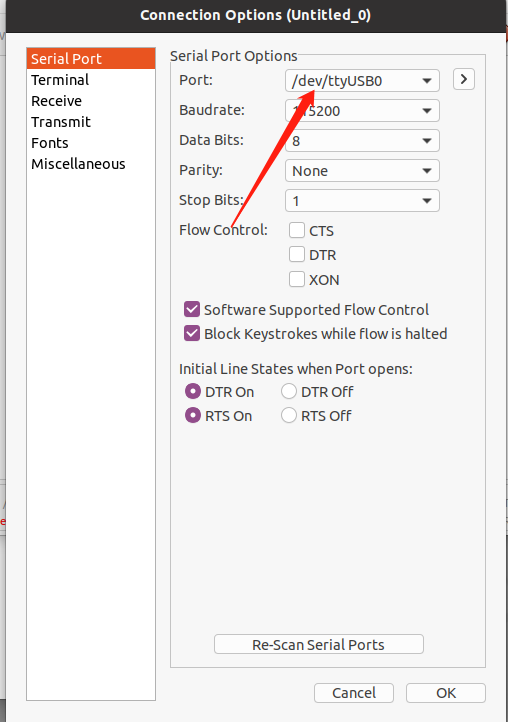 Connection Options (Untitled_0)
Serial Port
Terminal
Receive
Transmit
Fonts
Miscellaneous
Serial Port Options
Port: /dev/ttyUSB0 >
Baudrate: 115200
Data Bits: 8
Parity: None
Stop Bits: 1
Flow Control: CTS
DTR
XON
Software Supported Flow Control
Block Keystrokes while flow is halted
Initial Line States when Port opens:
DTR On DTR Off
RTS On RTS Off
Re-Scan Serial Ports
Cancel OK